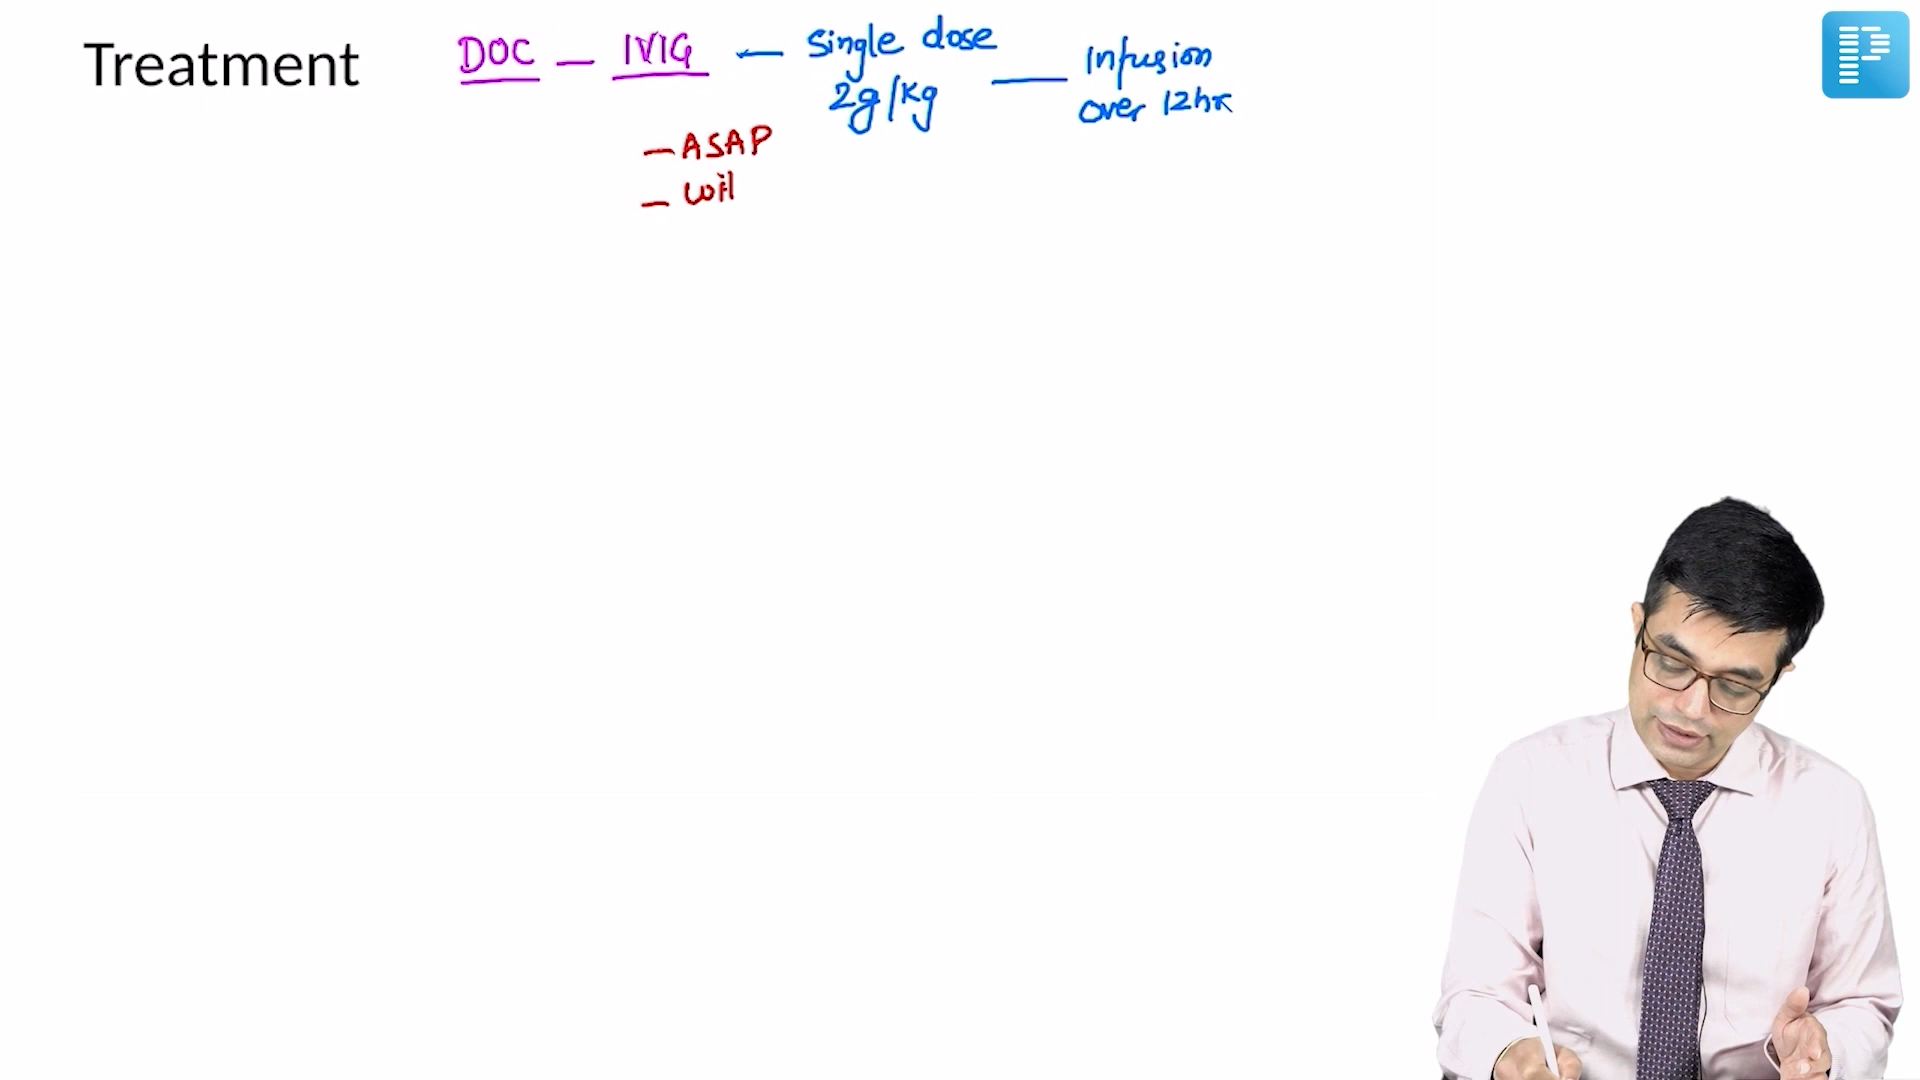 Treatment
DOC — IVIG — Single dose 2g/kg — Infusion over 12hr
— ASAP
—